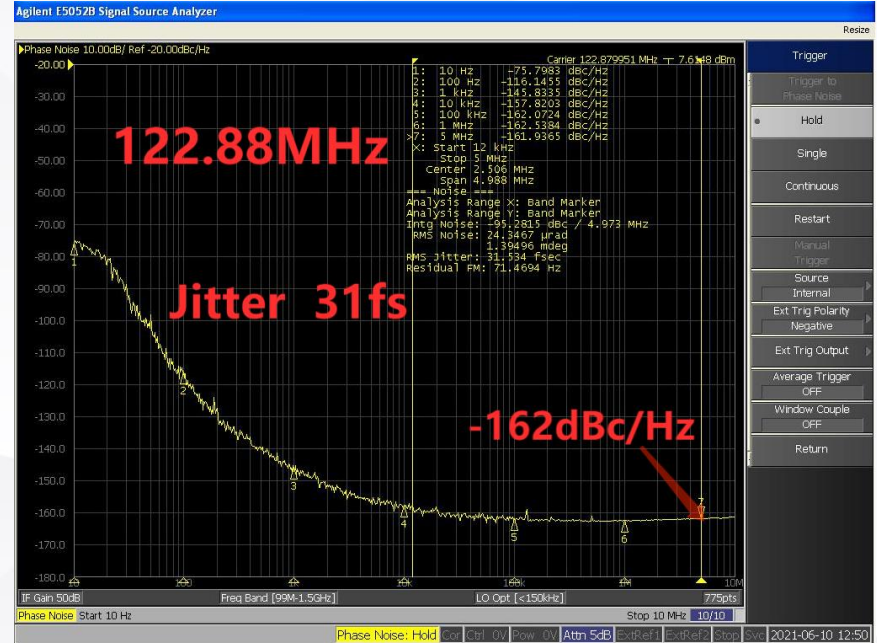 Agilent E5052B Signal Source Analyzer
Resize
Phase Noise 10.00dB/ Ref -20.00dBc/Hz
Carrier 122.879951 MHz
1: 10 Hz -75.7983 dBc/Hz
2: 100 Hz -116.1455 dBc/Hz
3: 1 kHz -145.8335 dBc/Hz
4: 10 kHz -157.8203 dBc/Hz
5: 100 kHz -162.0724 dBc/Hz
6: 1 MHz -162.5384 dBc/Hz
>7: 5 MHz -161.9365 dBc/Hz
X: Start 12 kHz
Stop 5 MHz
Center 2.506 MHz
Span 4.988 MHz
=== Noise ===
Analysis Range X: Band Marker
Analysis Range Y: Band Marker
Intg Noise: -95.2815 dBc / 4.973 MHz
RMS Noise: 24.3467 µrad
1.39496 mdeg
RMS Jitter: 31.534 fsec
Residual FM: 71.4694 Hz
122.88MHz
Jitter 31fs
-162dBc/Hz
-20.00
-30.00
-40.00
-50.00
-60.00
-70.00
-80.00
-90.00
-100.0
-110.0
-120.0
-130.0
-140.0
-150.0
-160.0
-170.0
-180.0
1
2
3
4
5
6
7
10M
IF Gain 50dB
Freq Band [99M-1.5GHz]
LO Opt [<150kHz]
775pts
Phase Noise Start 10 Hz
Stop 10 MHz 10/10
Phase Noise: Hold Cor Ctrl 0V Pow 0V Attn 5dB ExtRef1 ExtRef2 Stop Svc 2021-06-10 12:50
Trigger
Trigger to
Phase Noise
Hold
Single
Continuous
Restart
Manual
Trigger
Source
Internal
Ext Trig Polarity
Negative
Ext Trig Output
Average Trigger
OFF
Window Couple
OFF
Return